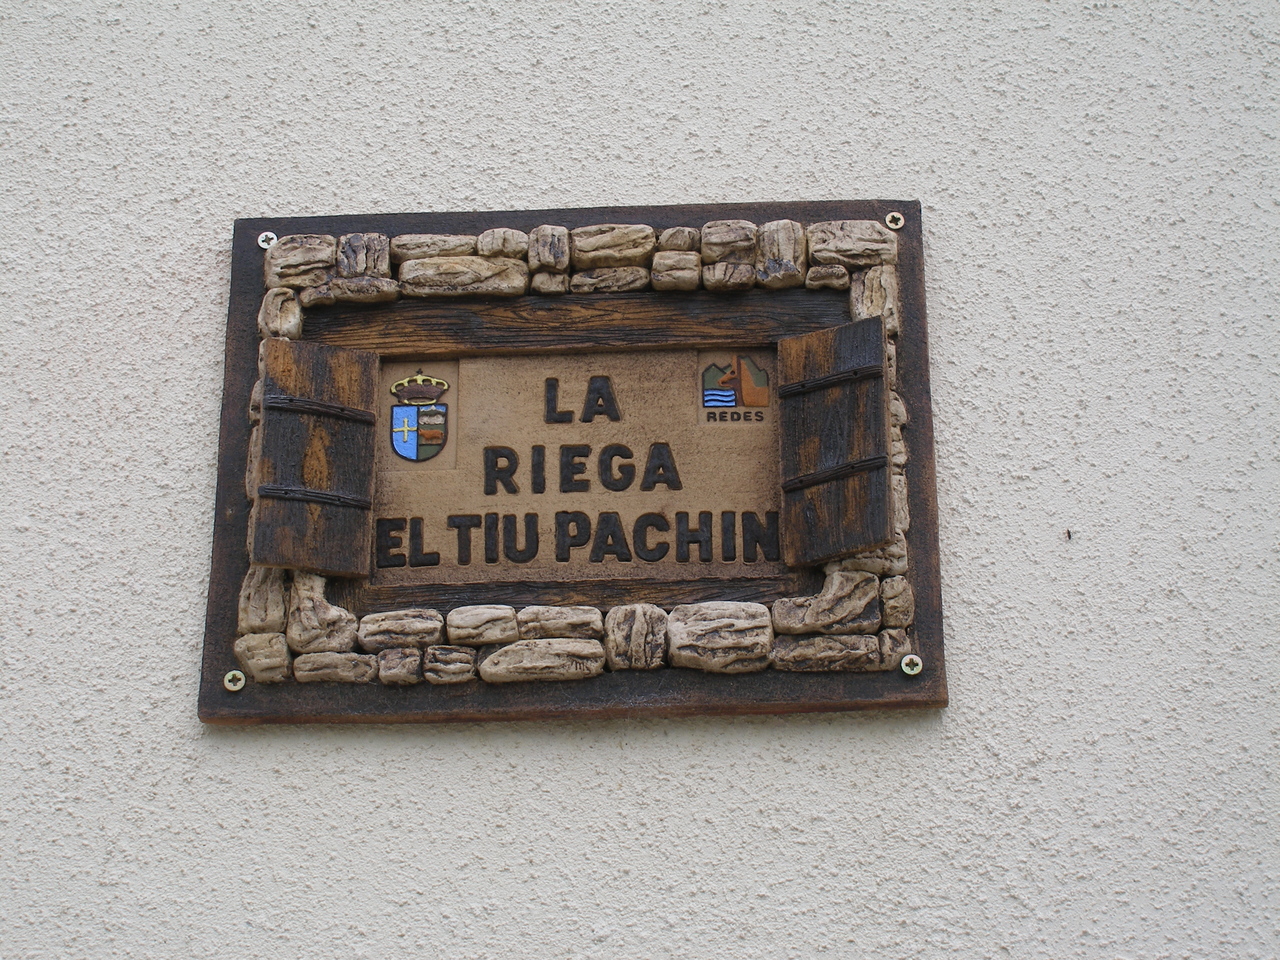 LA
REDES
RIEGA
EL TIU PACHIN